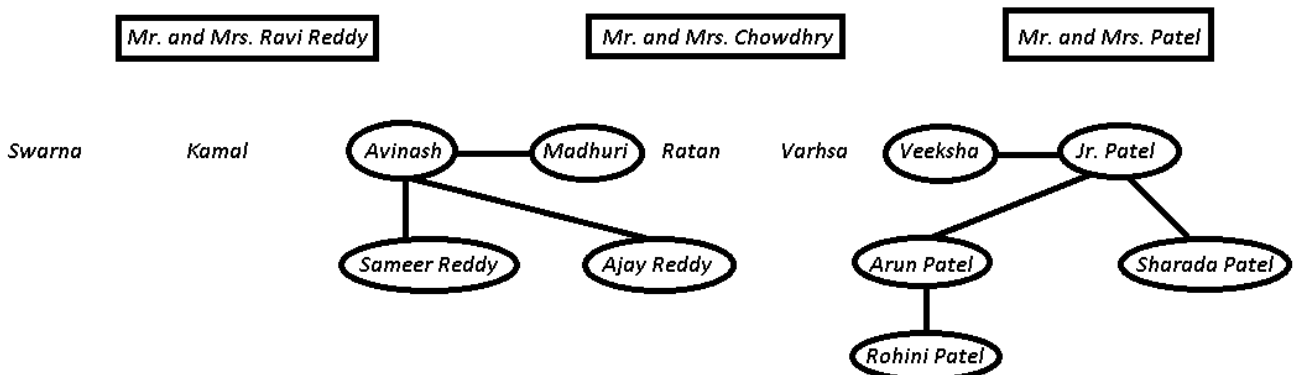 Mr. and Mrs. Ravi Reddy
Mr. and Mrs. Chowdhry
Mr. and Mrs. Patel
Swarna
Kamal
Avinash
Madhuri
Ratan
Varhsa
Veeksha
Jr. Patel
Sameer Reddy
Ajay Reddy
Arun Patel
Sharada Patel
Rohini Patel